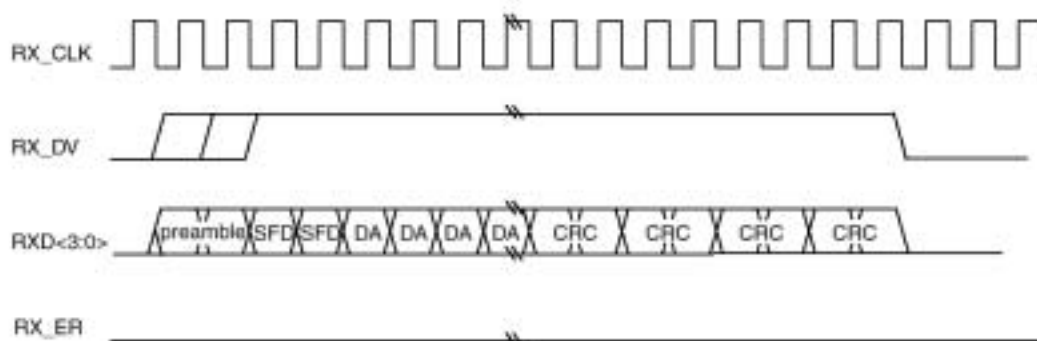 RX_CLK
RX_DV
RXD<3:0> preamble SFD SFD DA DA DA DA CRC CRC CRC CRC
RX_ER